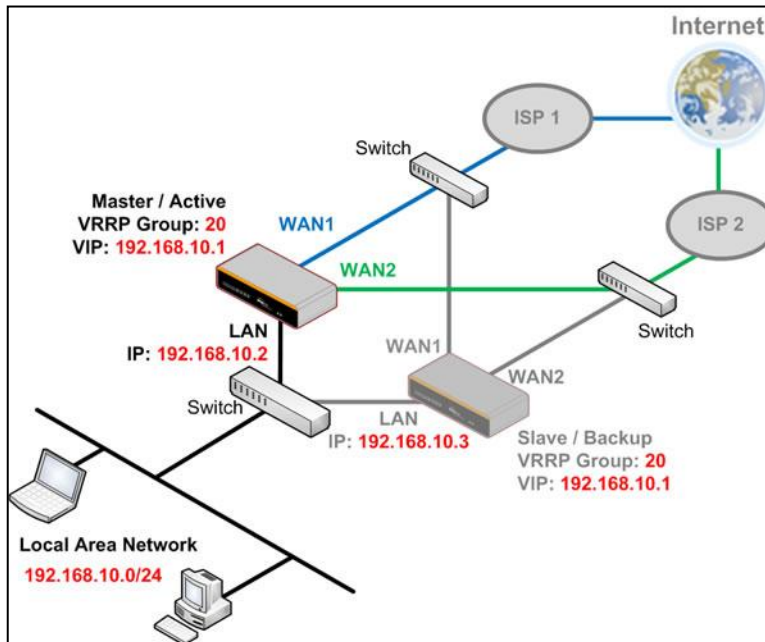 Internet
ISP 1
Switch
Master / Active
VRRP Group: 20
VIP: 192.168.10.1
WAN1
ISP 2
WAN2
LAN
IP: 192.168.10.2
Switch
WAN1
WAN2
Switch
LAN
IP: 192.168.10.3
Slave / Backup
VRRP Group: 20
VIP: 192.168.10.1
Local Area Network
192.168.10.0/24